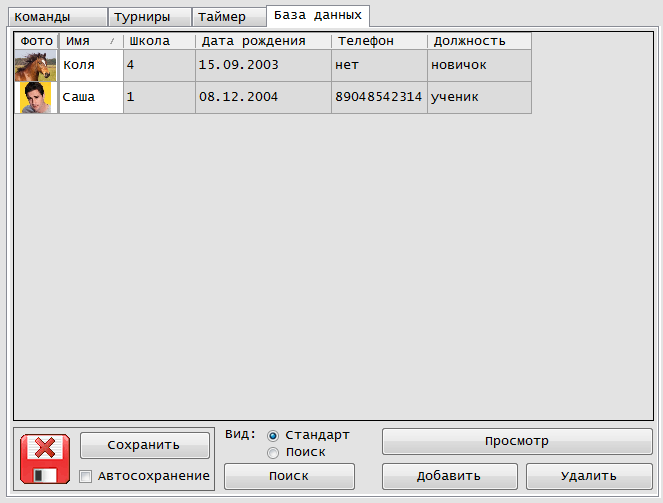 Команды Турниры Таймер База данных
Фото Имя Школа Дата рождения Телефон Должность
Коля 4 15.09.2003 нет новичок
Саша 1 08.12.2004 89048542314 ученик
Сохранить
Автосохранение
Вид: Стандарт
Поиск
Поиск
Просмотр
Добавить Удалить